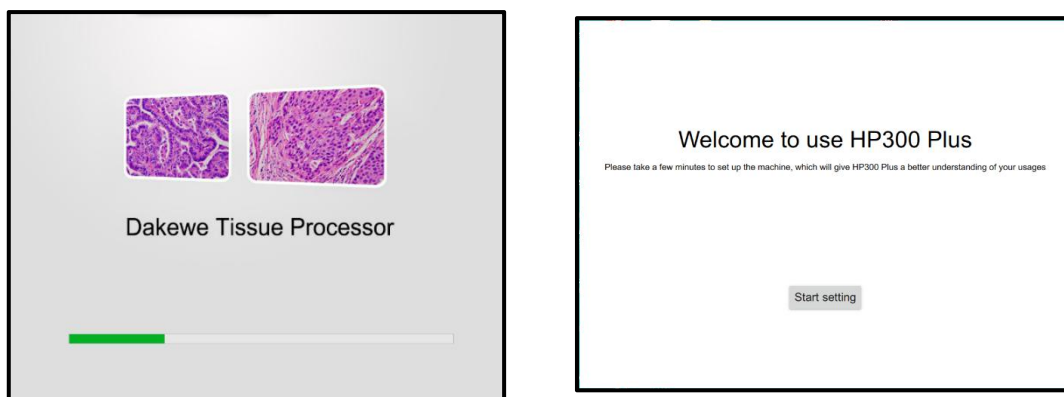 Dakewe Tissue Processor
Welcome to use HP300 Plus
Please take a few minutes to set up the machine, which will give HP300 Plus a better understanding of your usages
Start setting